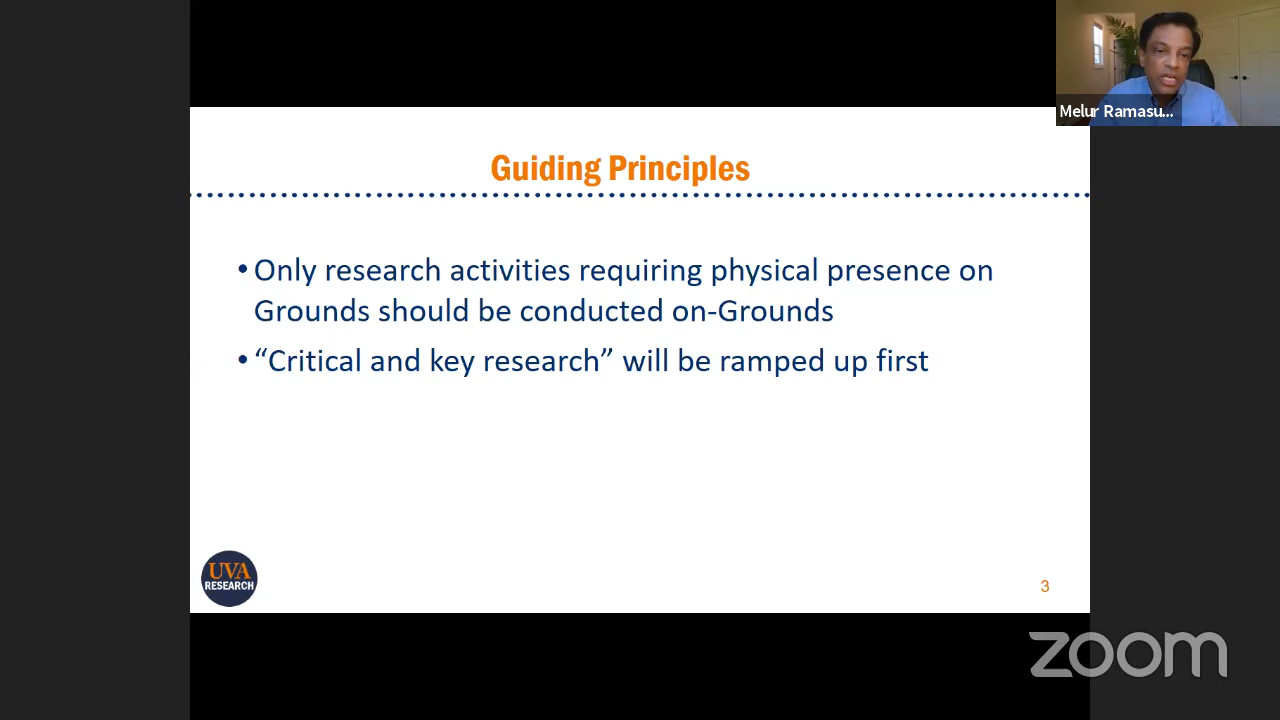 Melur Ramasu...
Guiding Principles
• Only research activities requiring physical presence on
Grounds should be conducted on-Grounds
• “Critical and key research” will be ramped up first
UVA
RESEARCH
3
zoom